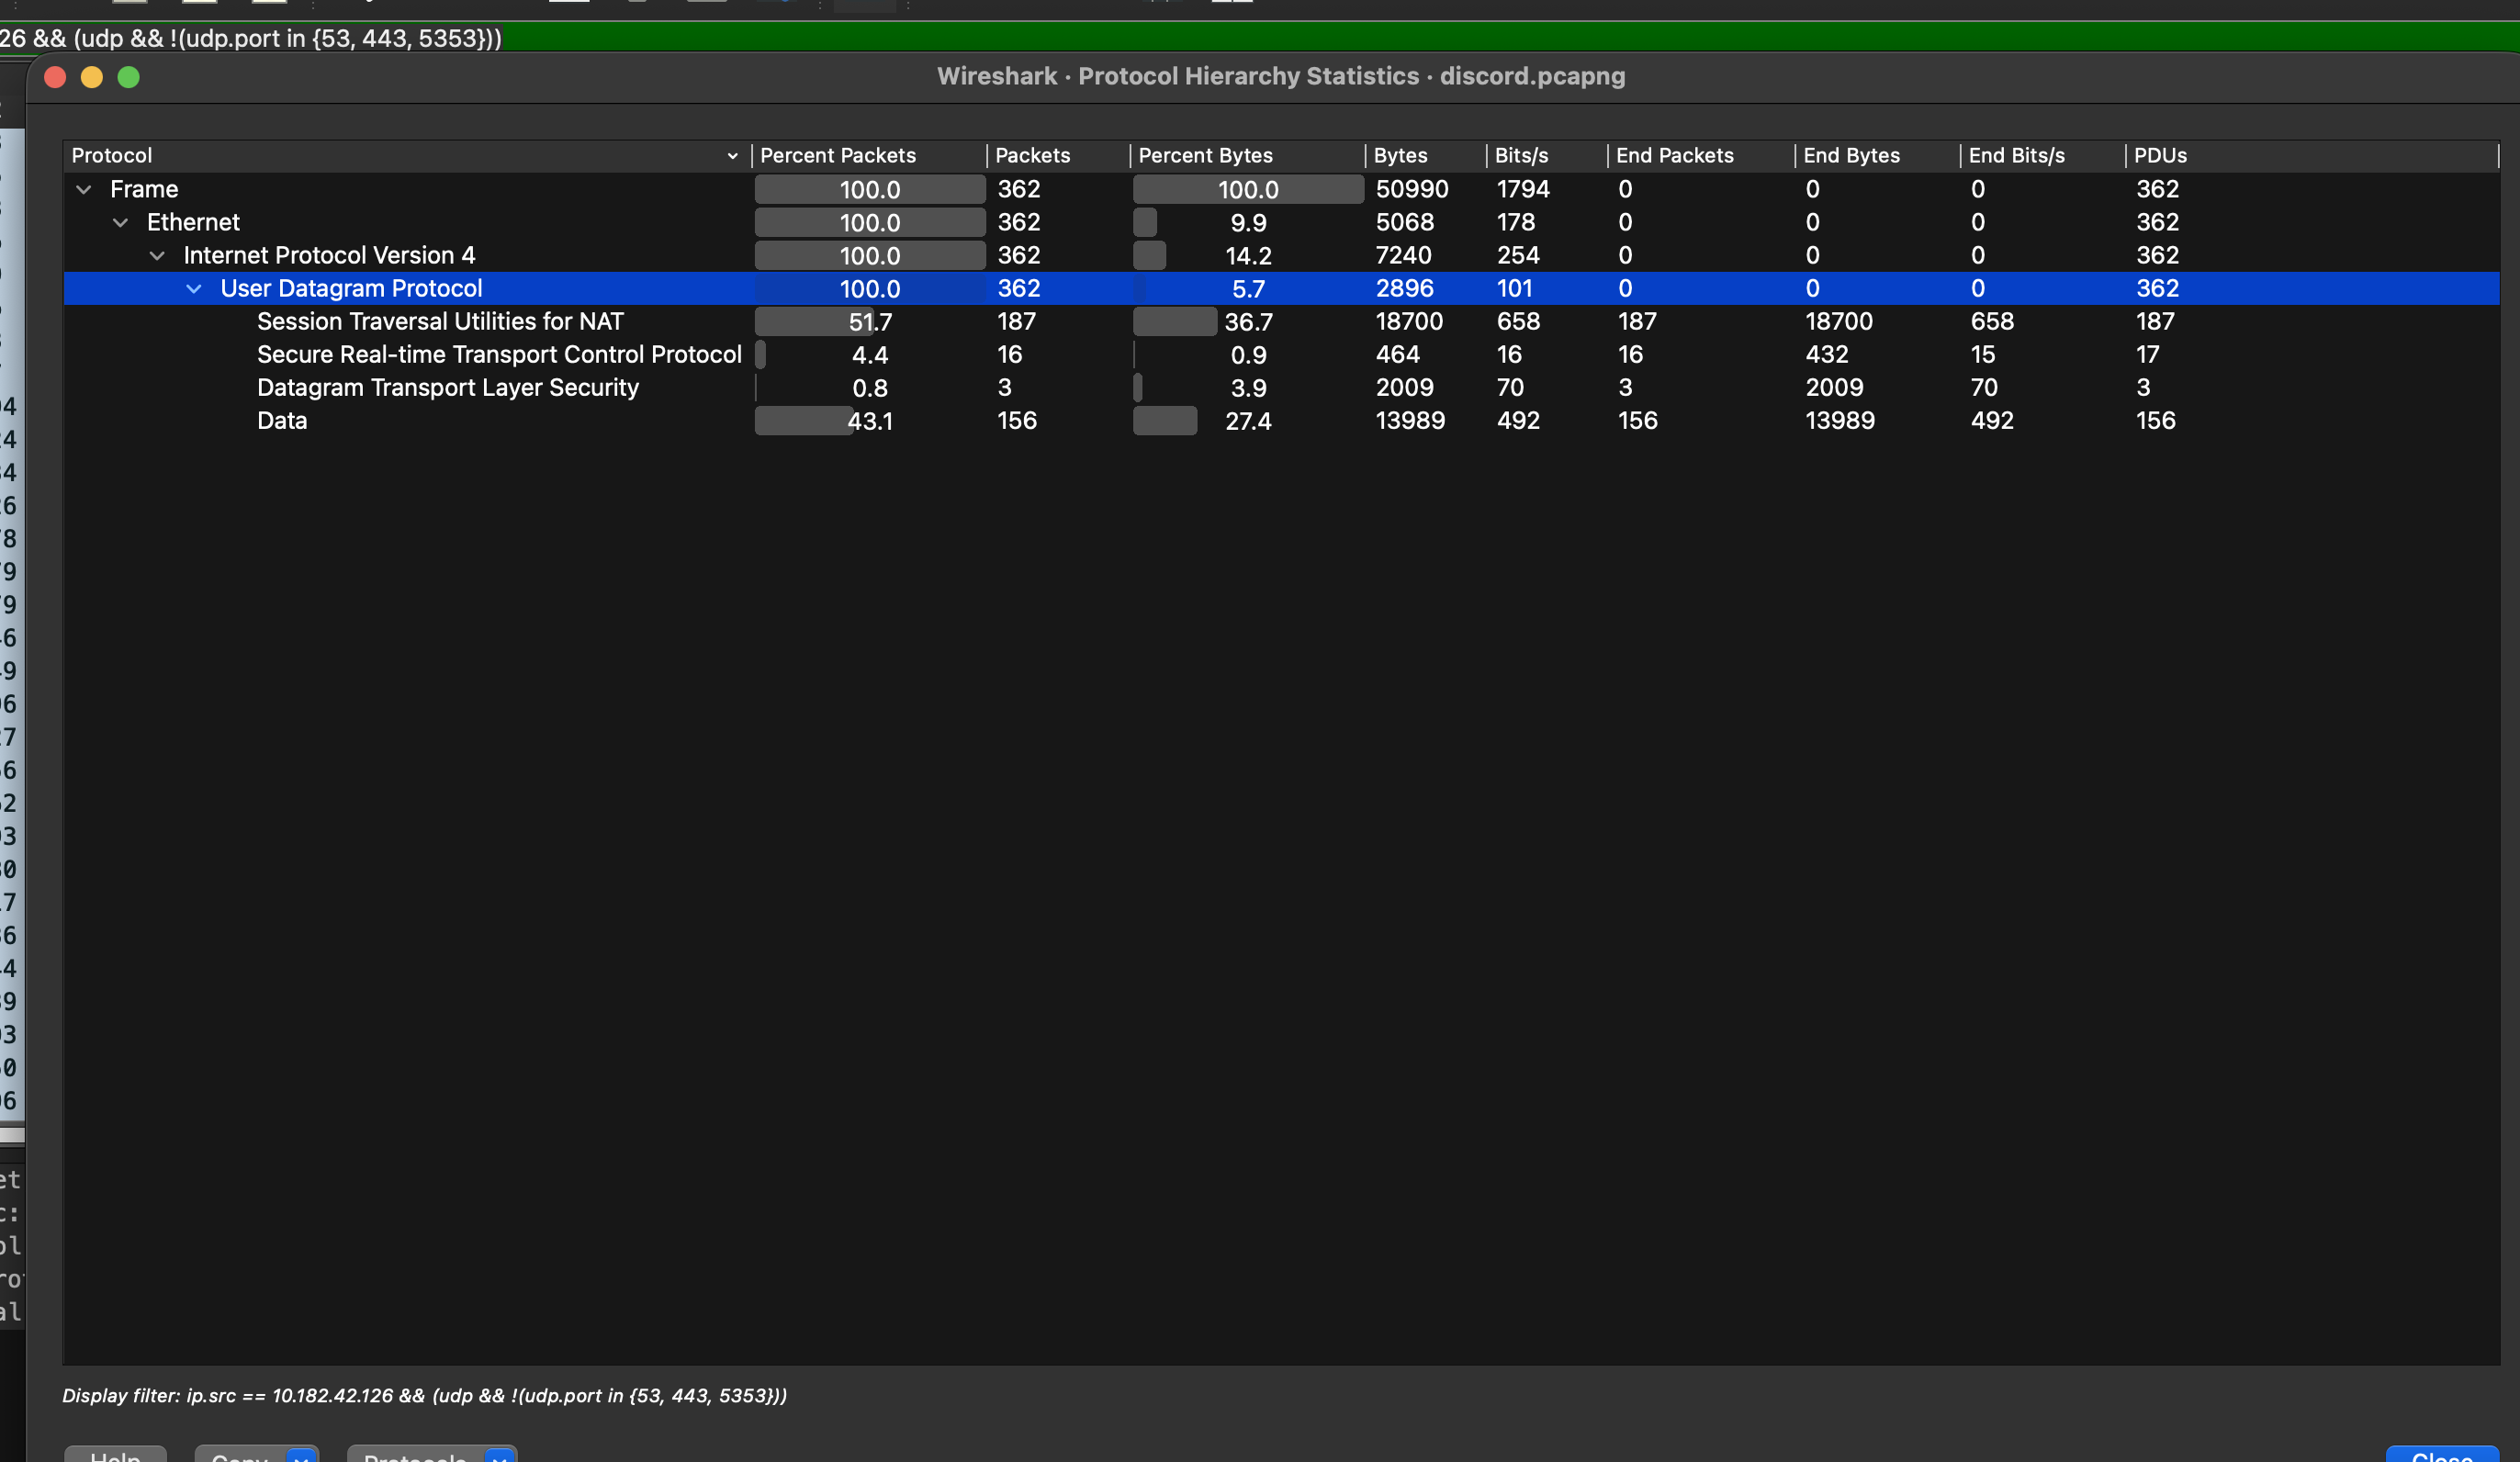 26 && (udp && !(udp.port in {53, 443, 5353}))
Wireshark · Protocol Hierarchy Statistics · discord.pcapng
Protocol Percent Packets Packets Percent Bytes Bytes Bits/s End Packets End Bytes End Bits/s PDUs
Frame 100.0 362 100.0 50990 1794 0 0 0 362
Ethernet 100.0 362 9.9 5068 178 0 0 0 362
Internet Protocol Version 4 100.0 362 14.2 7240 254 0 0 0 362
User Datagram Protocol 100.0 362 5.7 2896 101 0 0 0 362
Session Traversal Utilities for NAT 51.7 187 36.7 18700 658 187 18700 658 187
Secure Real-time Transport Control Protocol 4.4 16 0.9 464 16 16 432 15 17
Datagram Transport Layer Security 0.8 3 3.9 2009 70 3 2009 70 3
Data 43.1 156 27.4 13989 492 156 13989 492 156
Display filter: ip.src == 10.182.42.126 && (udp && !(udp.port in {53, 443, 5353}))
Help Copy Protocols Close